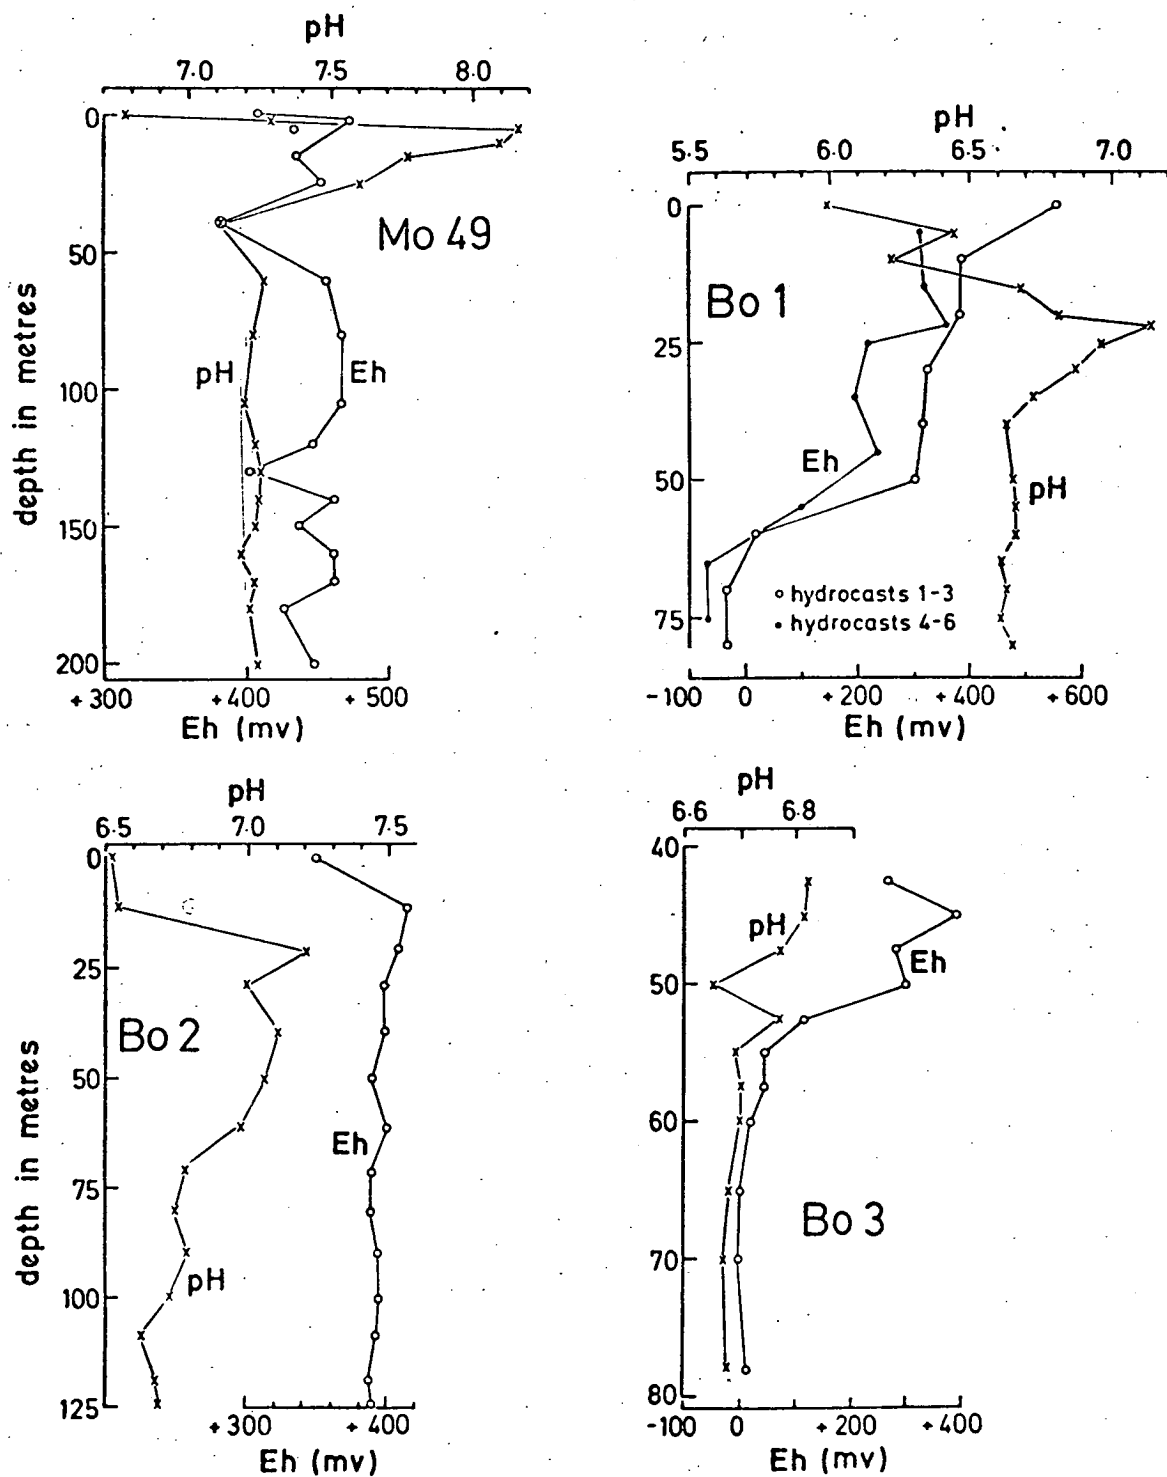 pH
7.0 7.5 8.0
0
50
100
150
200
depth in metres
Mo 49
pH
Eh
+300 +400 +500
Eh (mv)
pH
5.5 6.0 6.5 7.0
0
25
50
75
Bo 1
Eh
pH
hydrocasts 1-3
hydrocasts 4-6
-100 0 +200 +400 +600
Eh (mv)
pH
6.5 7.0 7.5
0
25
50
75
100
125
depth in metres
Bo 2
Eh
pH
+300 +400
Eh (mv)
pH
6.6 6.8
40
50
60
70
80
pH
Eh
Bo 3
-100 0 +200 +400
Eh (mv)